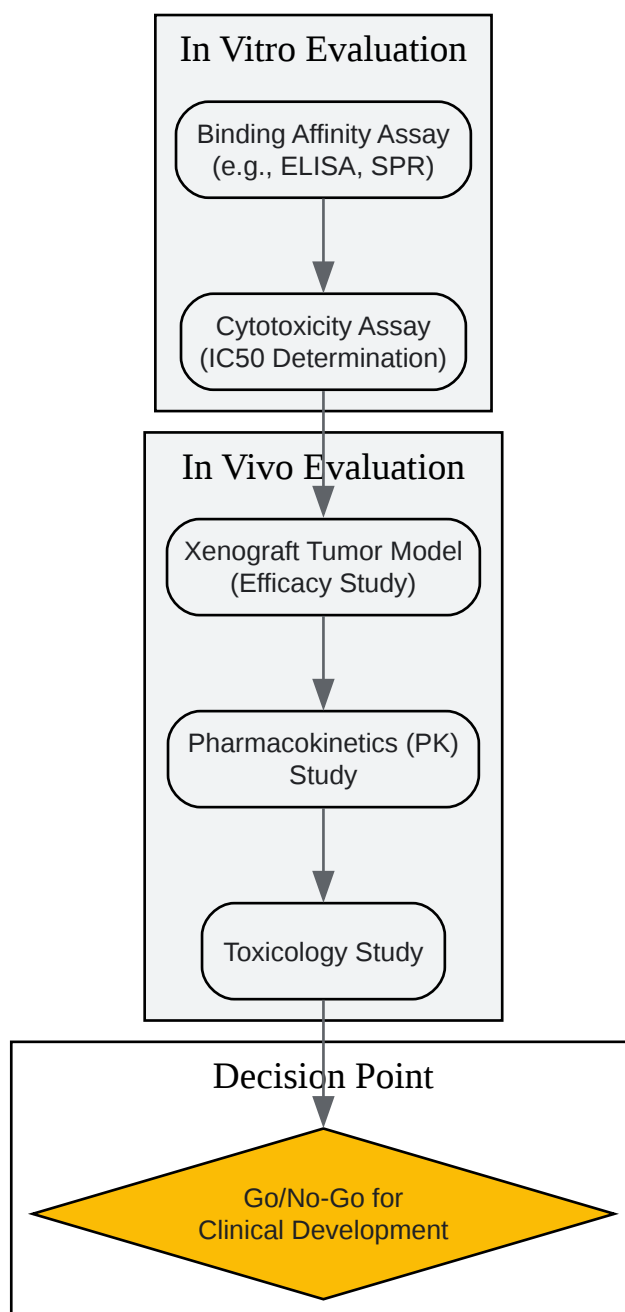 In Vitro Evaluation
Binding Affinity Assay
(e.g., ELISA, SPR)
Cytotoxicity Assay
(IC50 Determination)
In Vivo Evaluation
Xenograft Tumor Model
(Efficacy Study)
Pharmacokinetics (PK)
Study
Toxicology Study
Decision Point
Go/No-Go for
Clinical Development